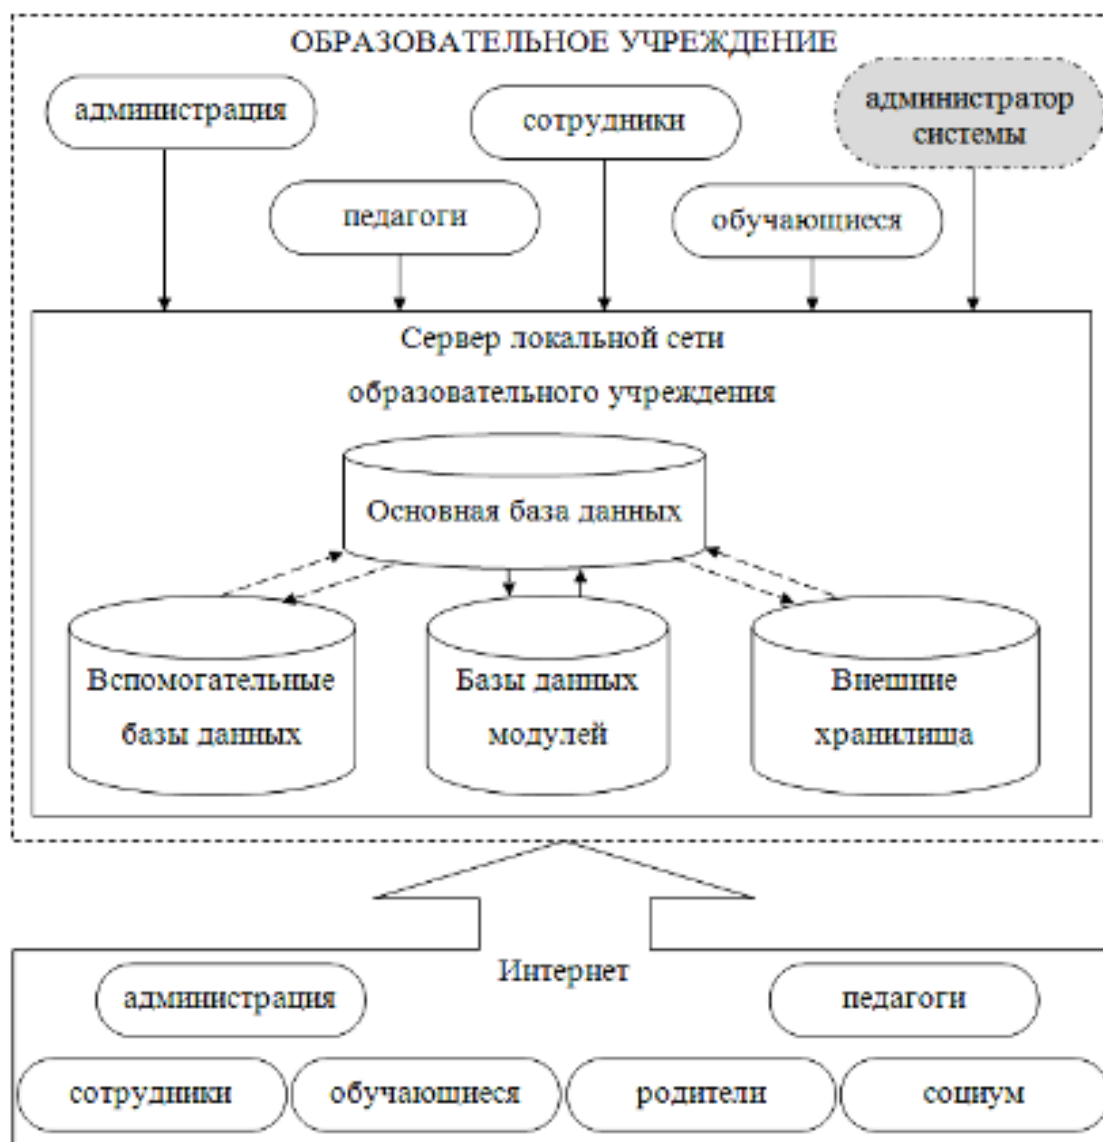 ОБРАЗОВАТЕЛЬНОЕ УЧРЕЖДЕНИЕ
администрация
сотрудники
администратор
системы
педагоги
обучающиеся
Сервер локальной сети
образовательного учреждения
Основная база данных
Вспомогательные
базы данных
Базы данных
модулей
Внешние
хранилища
Интернет
администрация
педагоги
сотрудники
обучающиеся
родители
социум